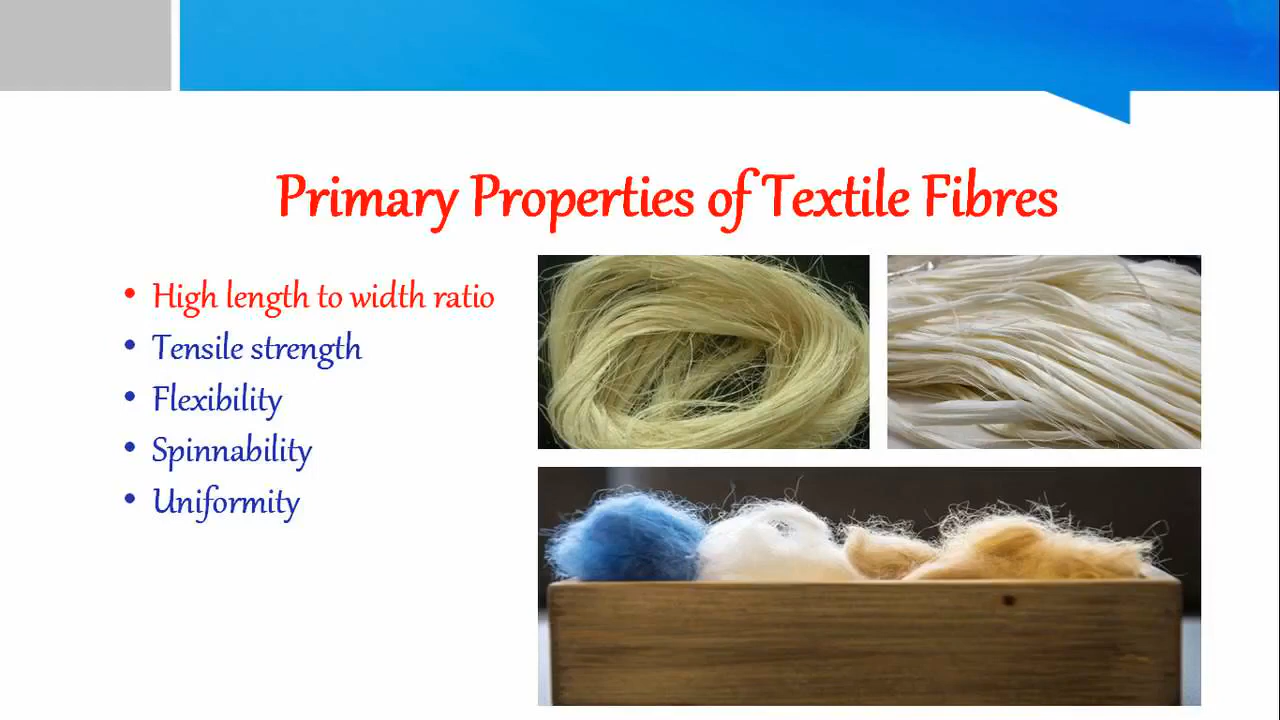 Primary Properties of Textile Fibres
• High length to width ratio
• Tensile strength
• Flexibility
• Spinnability
• Uniformity